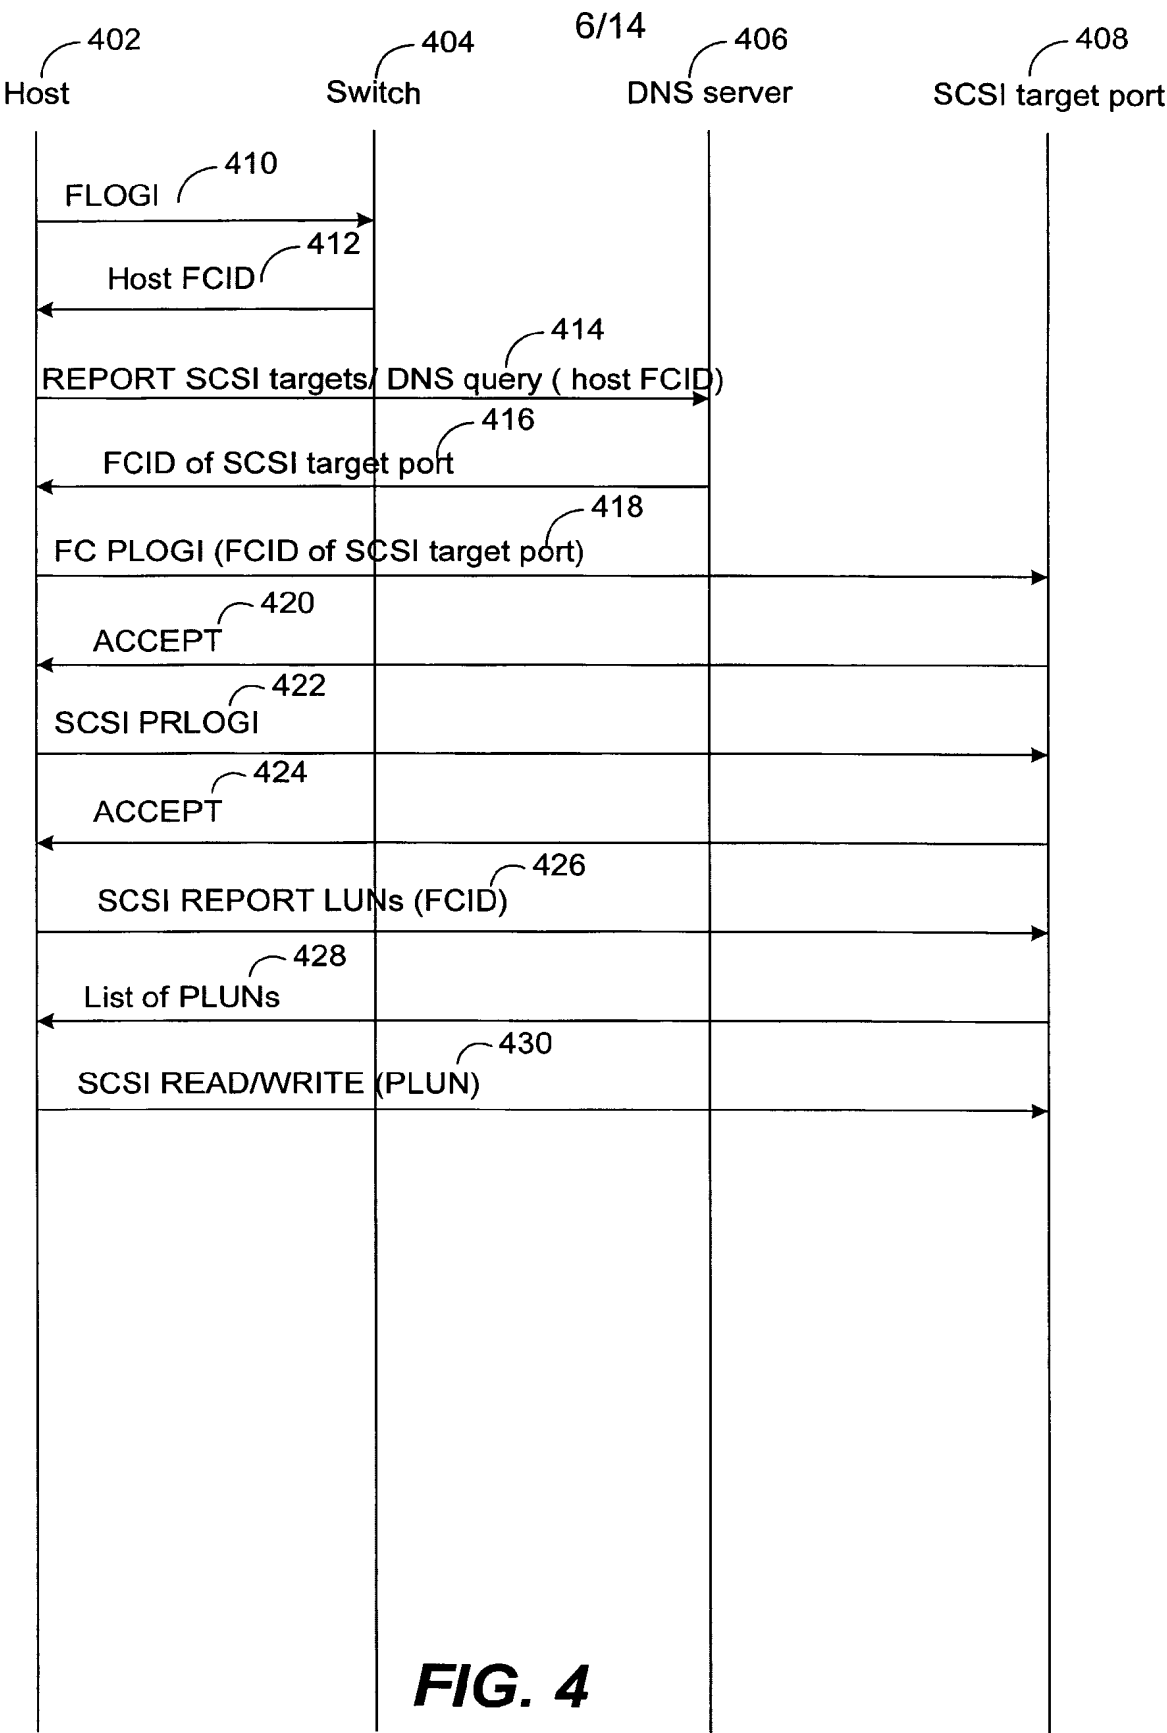 6/14
402
404
406
408
Host
Switch
DNS server
SCSI target port
410
FLOGI
412
Host FCID
414
REPORT SCSI targets/ DNS query ( host FCID)
416
FCID of SCSI target port
418
FC PLOGI (FCID of SCSI target port)
420
ACCEPT
422
SCSI PRLOGI
424
ACCEPT
426
SCSI REPORT LUNs (FCID)
428
List of PLUNs
430
SCSI READ/WRITE (PLUN)
FIG. 4